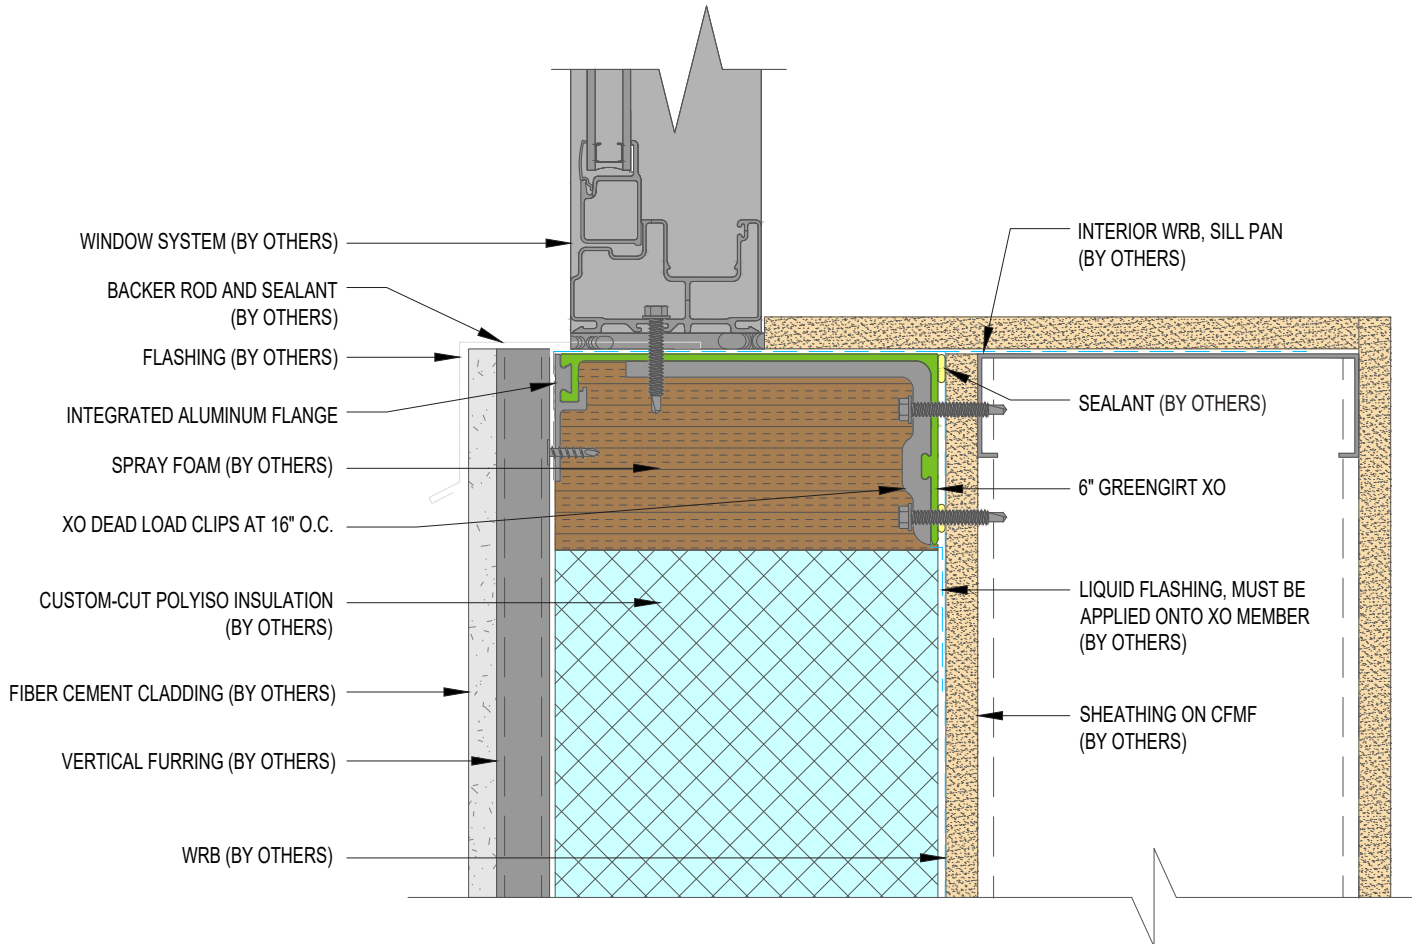 WINDOW SYSTEM (BY OTHERS)
BACKER ROD AND SEALANT
(BY OTHERS)
FLASHING (BY OTHERS)
INTEGRATED ALUMINUM FLANGE
SPRAY FOAM (BY OTHERS)
XO DEAD LOAD CLIPS AT 16" O.C.
CUSTOM-CUT POLYISO INSULATION
(BY OTHERS)
FIBER CEMENT CLADDING (BY OTHERS)
VERTICAL FURRING (BY OTHERS)
WRB (BY OTHERS)
INTERIOR WRB, SILL PAN
(BY OTHERS)
SEALANT (BY OTHERS)
6" GREENGIRT XO
LIQUID FLASHING, MUST BE
APPLIED ONTO XO MEMBER
(BY OTHERS)
SHEATHING ON CFMF
(BY OTHERS)